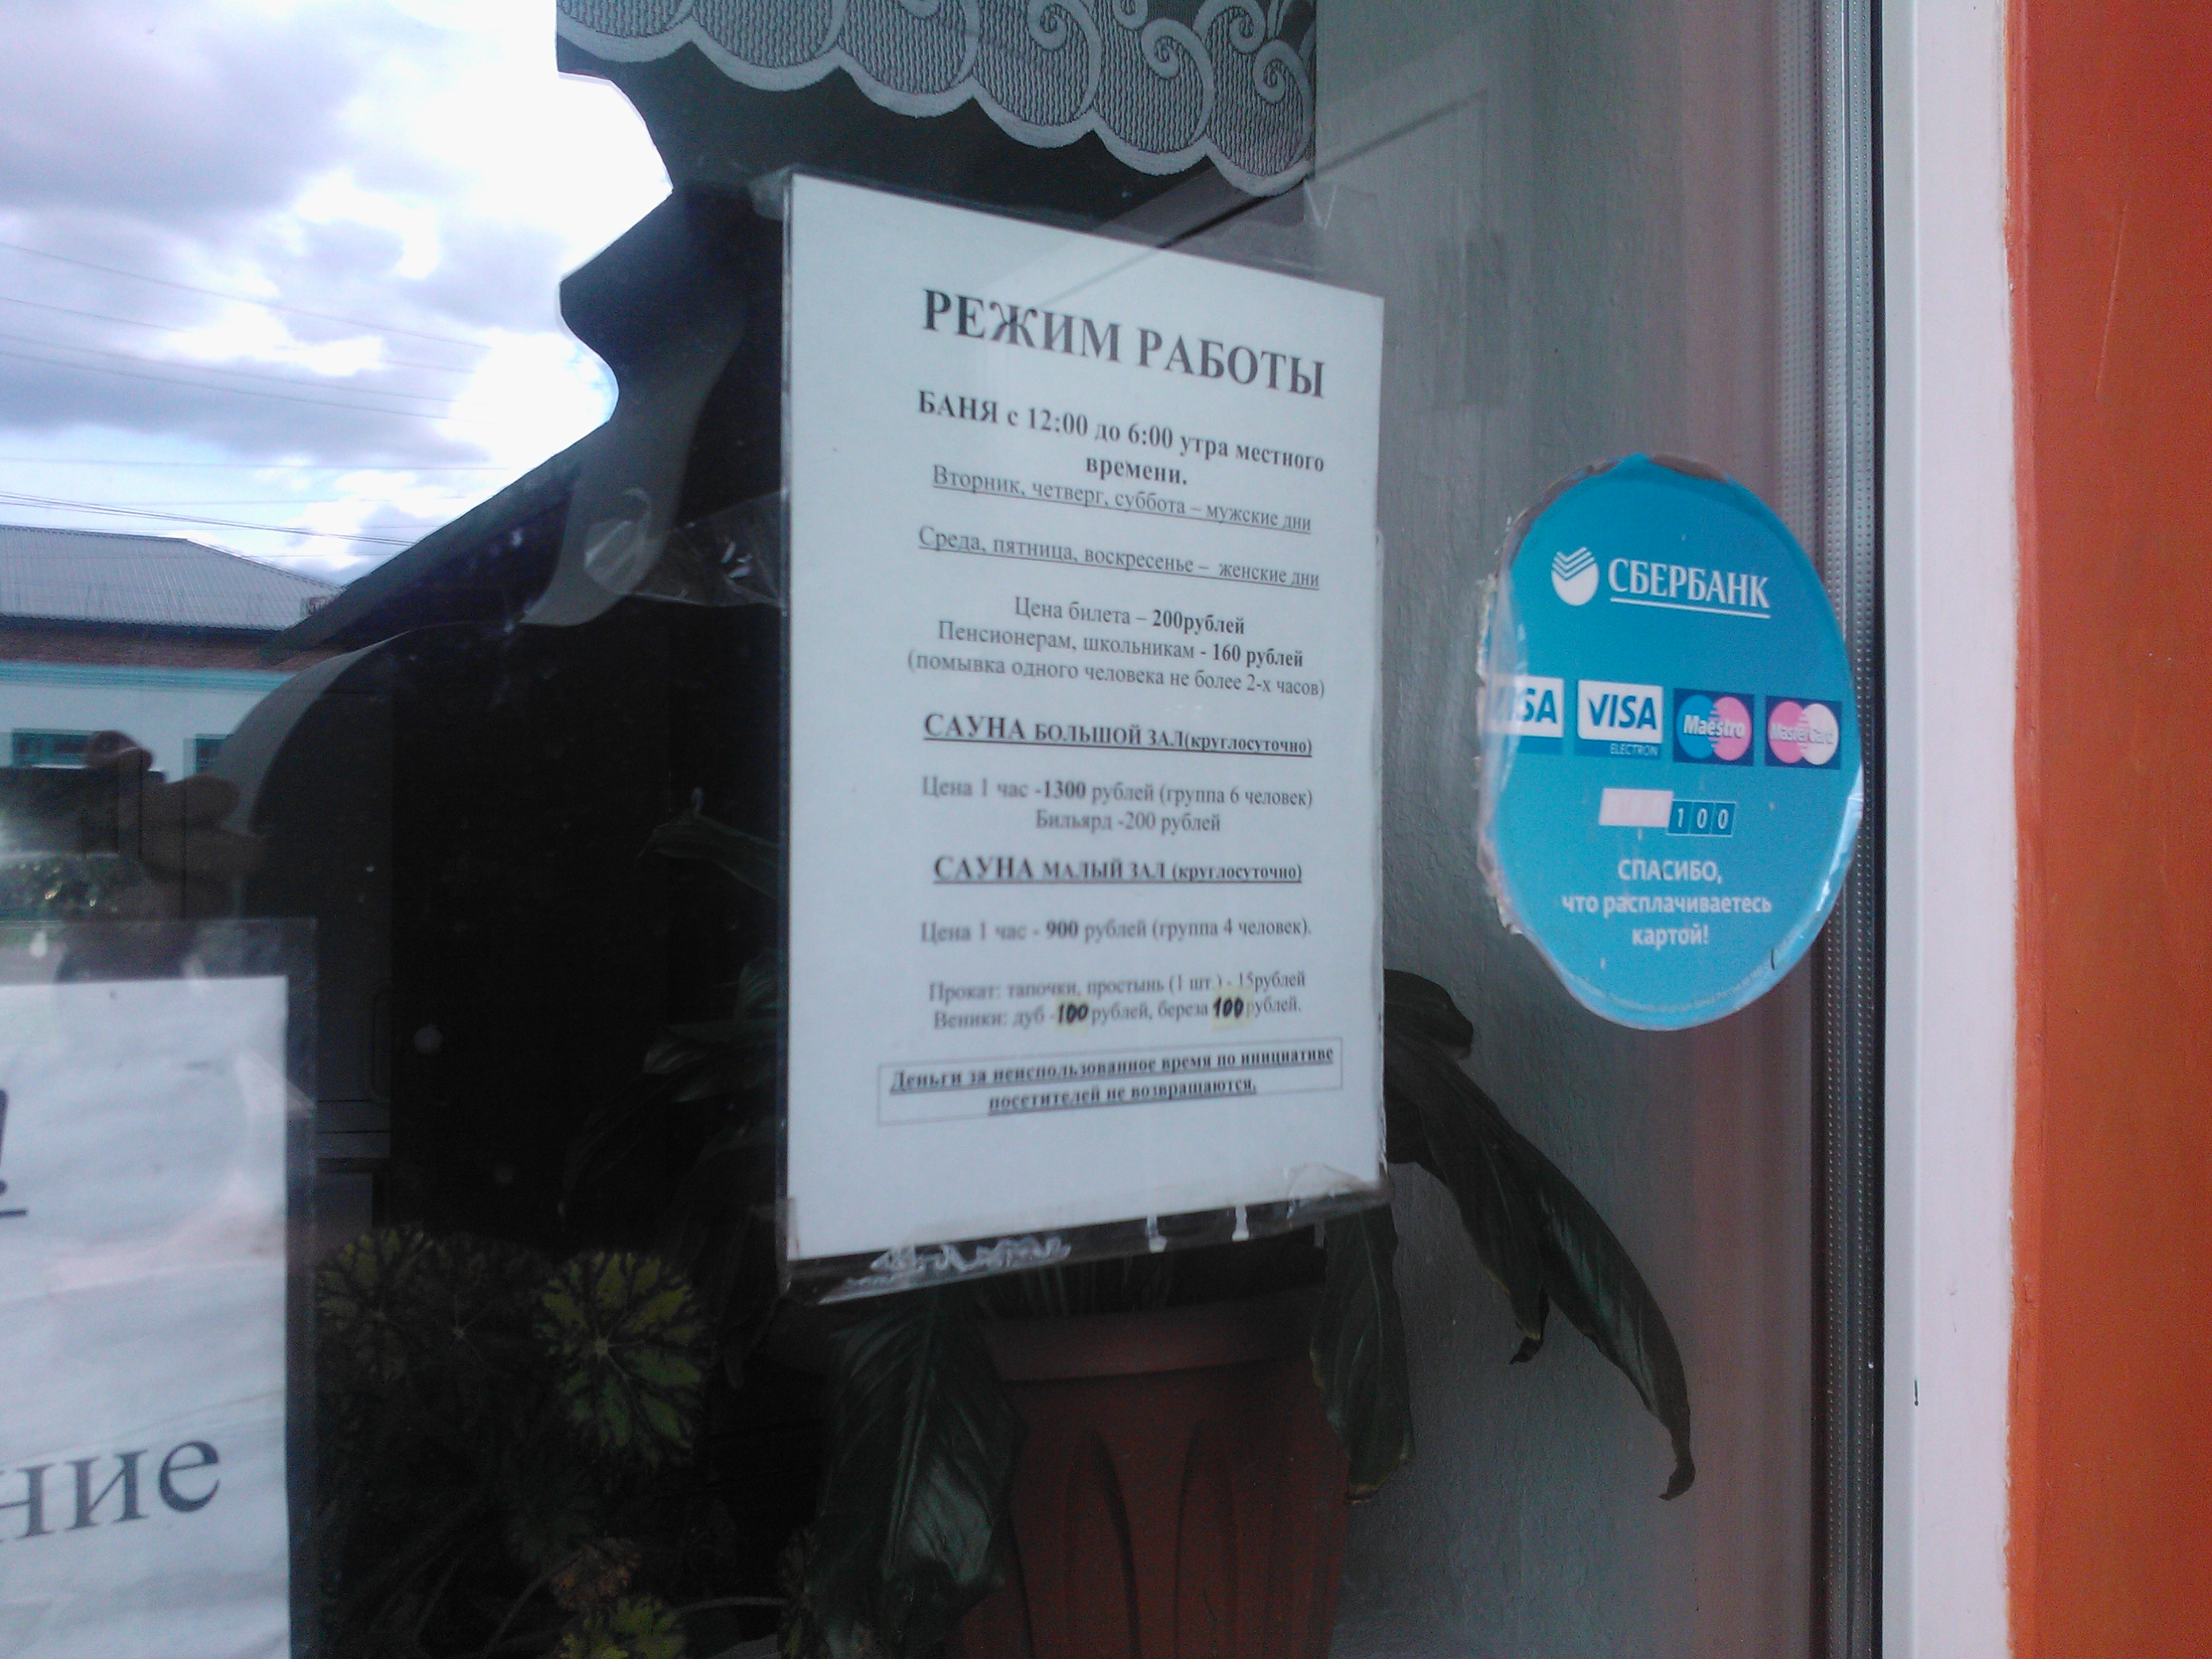 РЕЖИМ РАБОТЫ
БАНЯ с 12:00 до 6:00 утра местного
времени.
Вторник, четверг, суббота – мужские дни
Среда, пятница, воскресенье – женские дни
Цена билета – 200рублей
Пенсионерам, школьникам - 160 рублей
(помывка одного человека не более 2-х часов)
САУНА БОЛЬШОЙ ЗАЛ(круглосуточно)
Цена 1 час -1300 рублей (группа 6 человек)
Бильярд -200 рублей
САУНА МАЛЫЙ ЗАЛ (круглосуточно)
Цена 1 час - 900 рублей (группа 4 человек).
Прокат: тапочки, простынь (1 шт.) - 15рублей
Веники: дуб -100 рублей, береза 100 рублей.
Деньги за неиспользованное время по инициативе
посетителей не возвращаются.
СБЕРБАНК
VISA VISA ELECTRON Maestro MasterCard
100
СПАСИБО,
что расплачиваетесь
картой!
!
ние